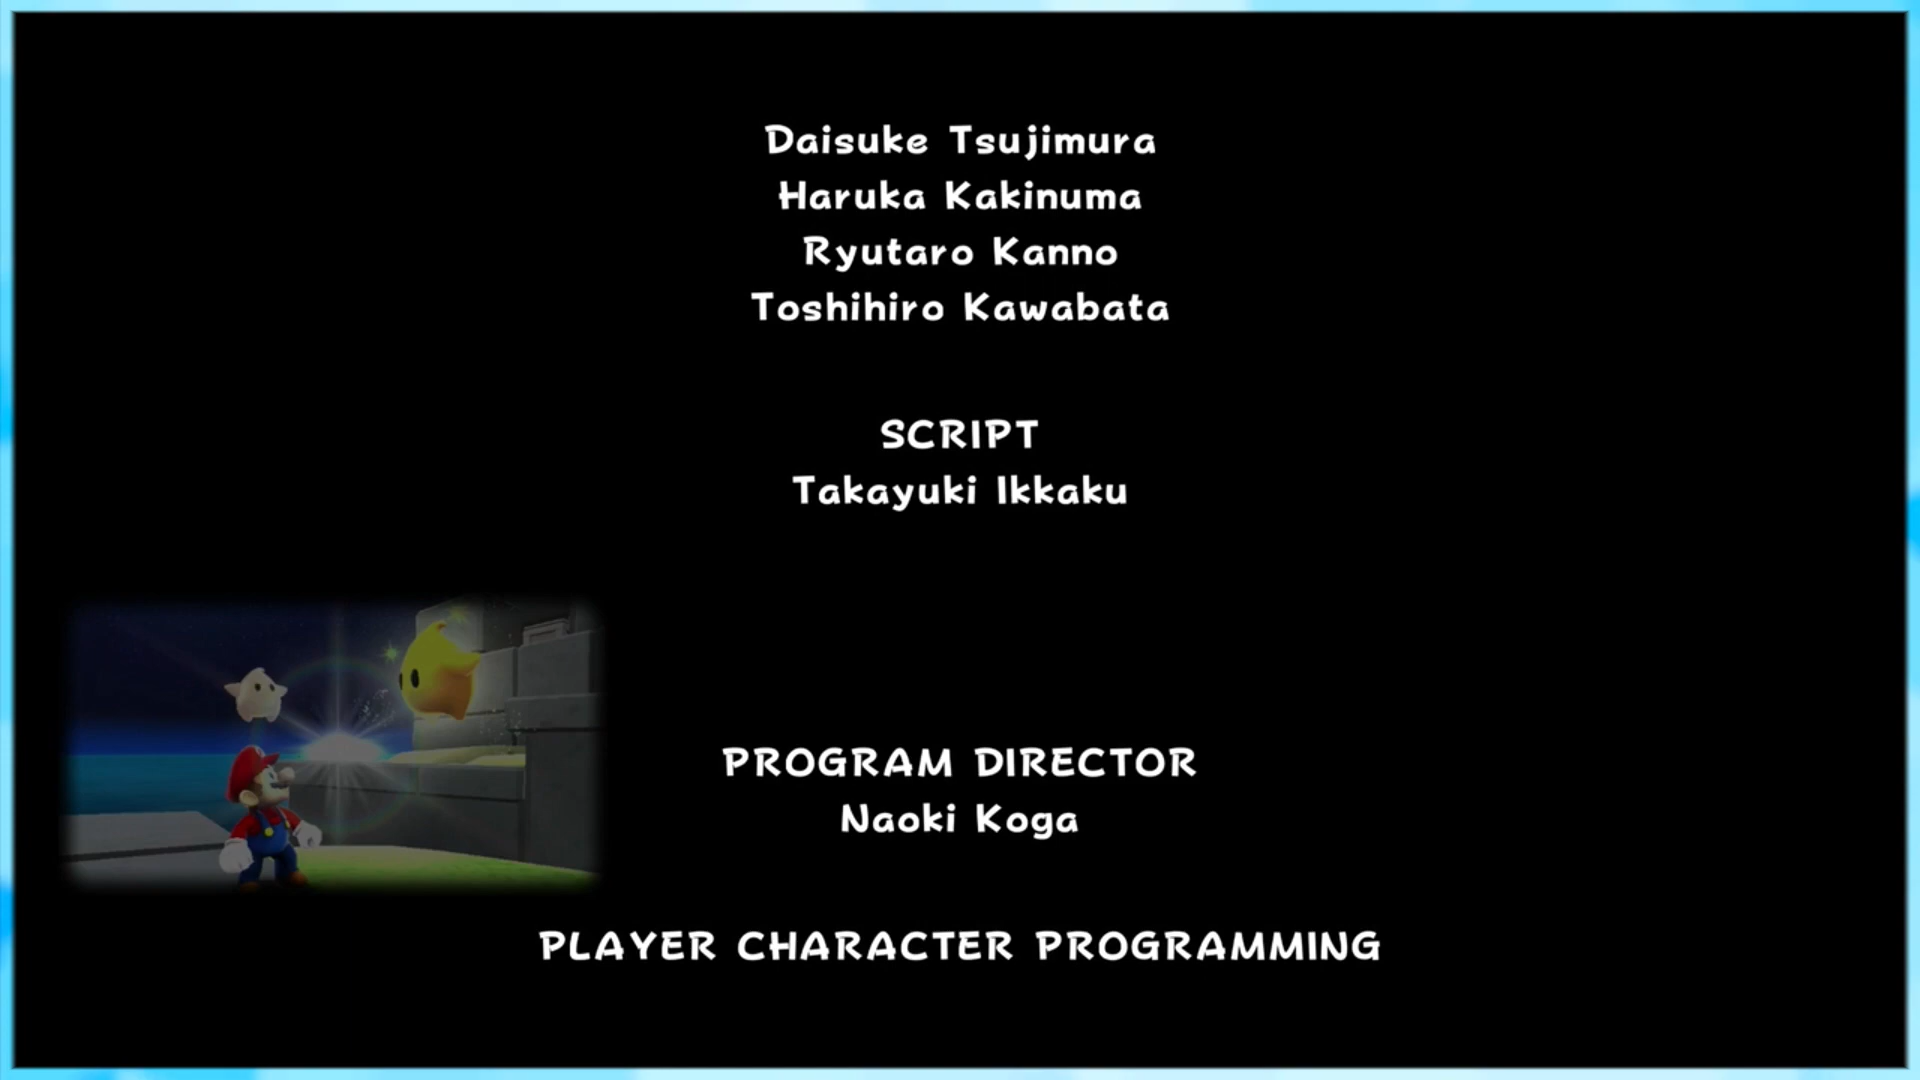 Daisuke Tsujimura
Haruka Kakinuma
Ryutaro Kanno
Toshihiro Kawabata
SCRIPT
Takayuki Ikkaku
PROGRAM DIRECTOR
Naoki Koga
PLAYER CHARACTER PROGRAMMING